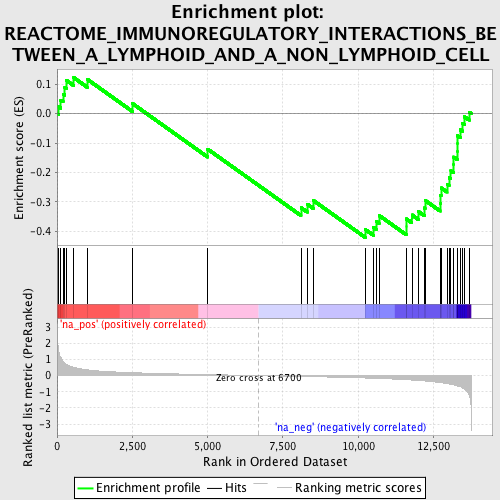 Enrichment plot:
REACTOME_IMMUNOREGULATORY_INTERACTIONS_BE
TWEEN_A_LYMPHOID_AND_A_NON_LYMPHOID_CELL
Enrichment score (ES)
0.1
0.0
-0.1
-0.2
-0.3
-0.4
'na_pos' (positively correlated)
Ranked list metric (PreRanked)
3
2
1
0
-1
-2
-3
Zero cross at 6700
'na_neg' (negatively correlated)
0
2,500
5,000
7,500
10,000
12,500
Rank in Ordered Dataset
Enrichment profile
Hits
Ranking metric scores